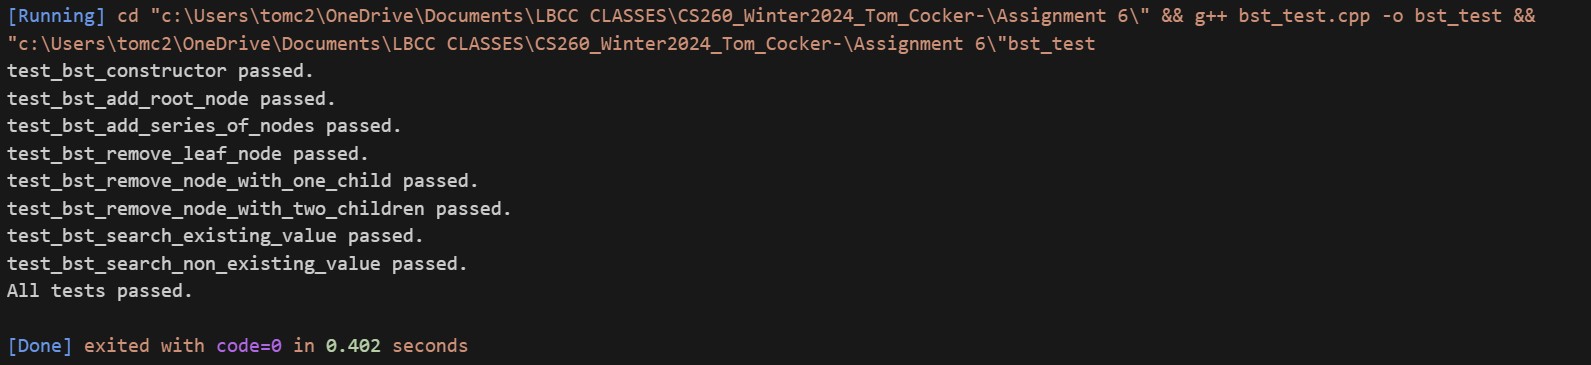 [Running] cd "c:\Users\tomc2\OneDrive\Documents\LBCC CLASSES\CS260_Winter2024_Tom_Cocker-\Assignment 6\" && g++ bst_test.cpp -o bst_test &&
"c:\Users\tomc2\OneDrive\Documents\LBCC CLASSES\CS260_Winter2024_Tom_Cocker-\Assignment 6\"bst_test
test_bst_constructor passed.
test_bst_add_root_node passed.
test_bst_add_series_of_nodes passed.
test_bst_remove_leaf_node passed.
test_bst_remove_node_with_one_child passed.
test_bst_remove_node_with_two_children passed.
test_bst_search_existing_value passed.
test_bst_search_non_existing_value passed.
All tests passed.
[Done] exited with code=0 in 0.402 seconds